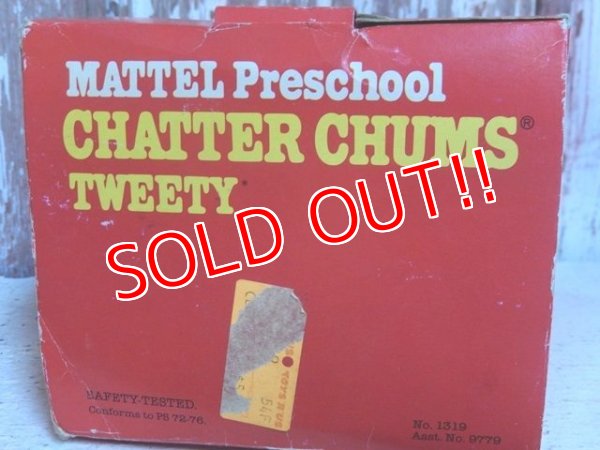 MATTEL Preschool
CHATTER CHUMS®
TWEETY
SOLD OUT!!
SAFETY-TESTED.
Conforms to PS 72-76.
No. 1319
Asst. No. 9779